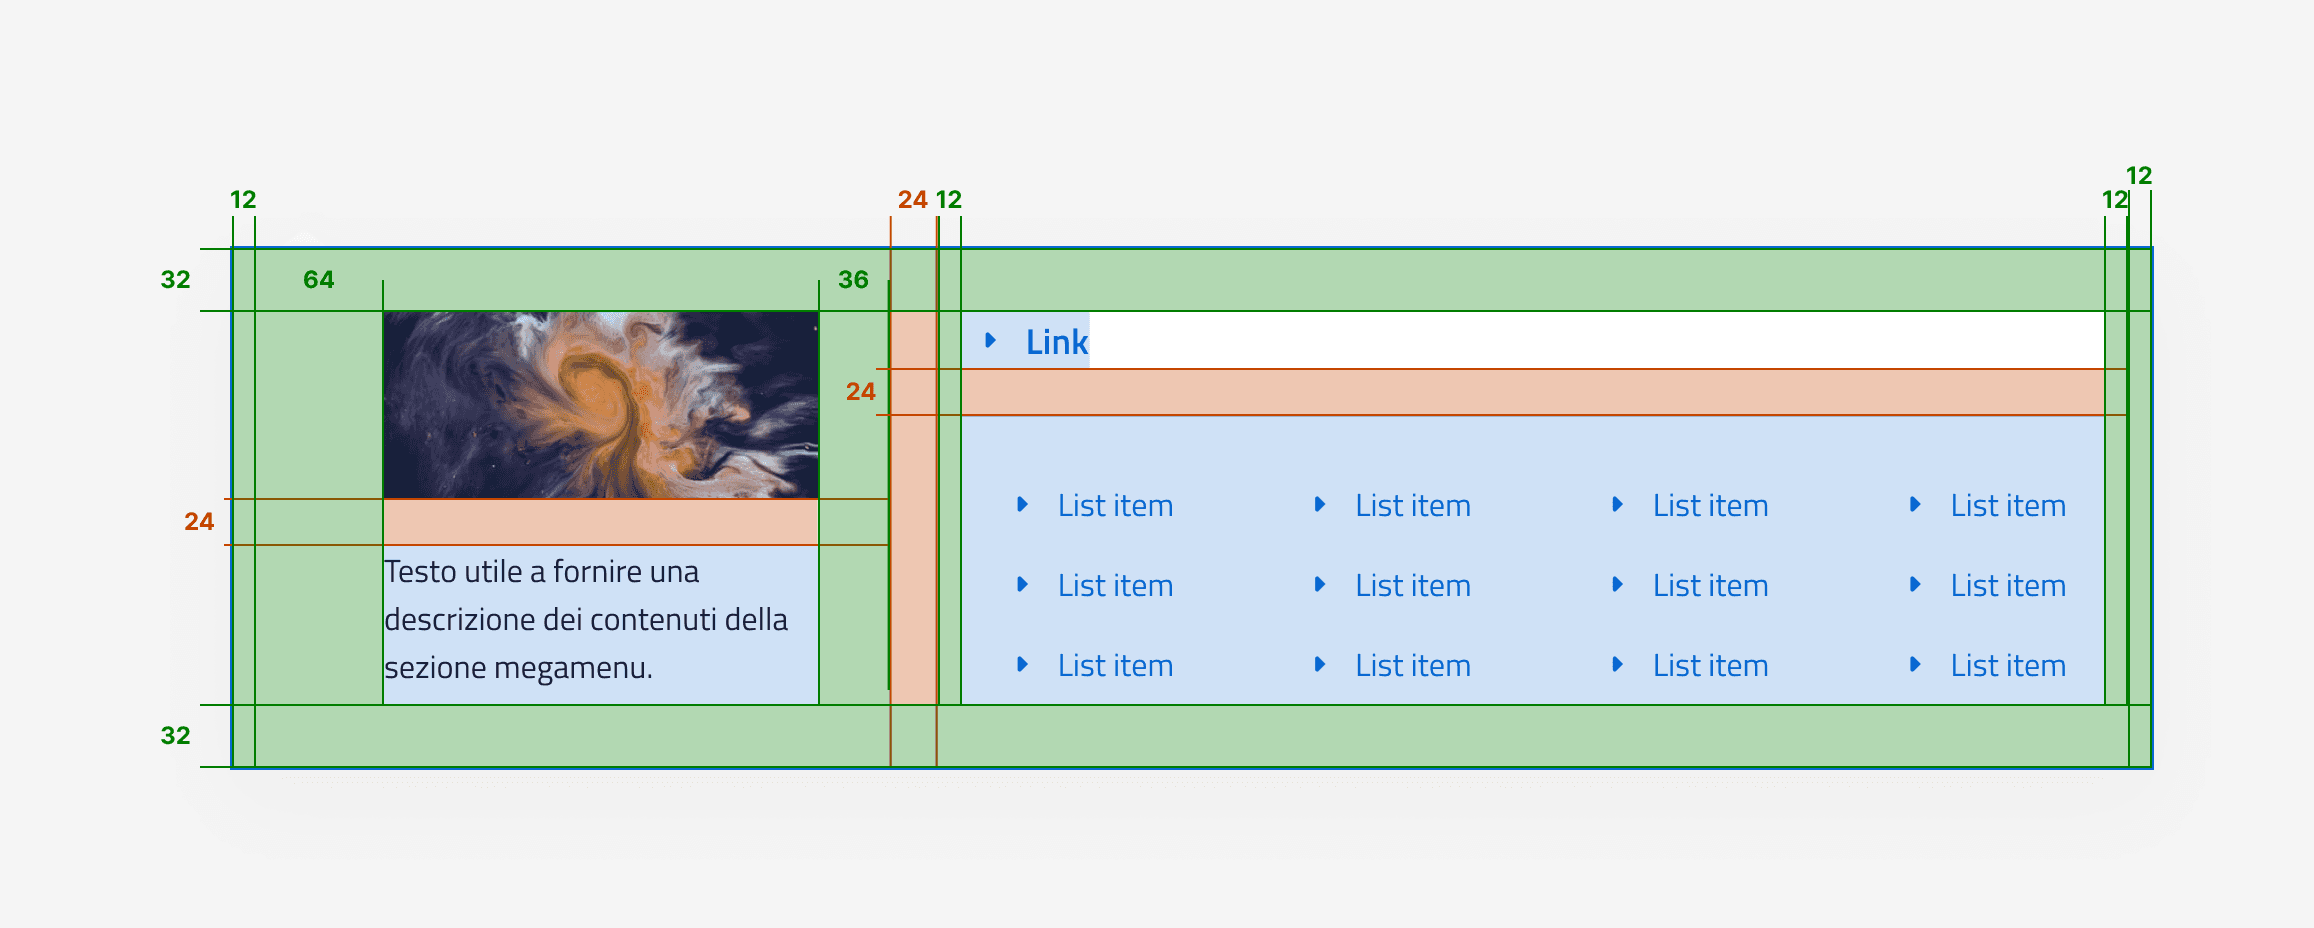 12
12
24 12
12
32
64
36
Link
24
24
Testo utile a fornire una
descrizione dei contenuti della
sezione megamenu.
List item List item List item List item
List item List item List item List item
List item List item List item List item
32